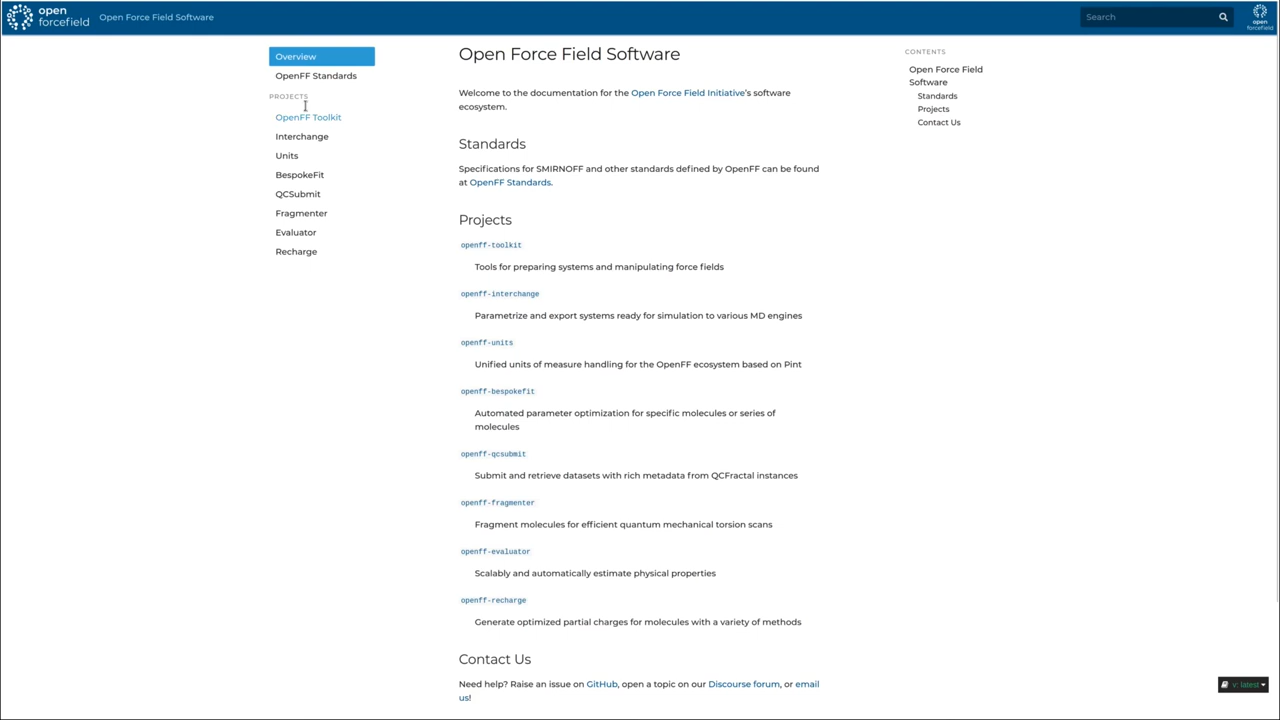 open
forcefield
Open Force Field Software
Search
open
forcefield
Overview
OpenFF Standards
PROJECTS
OpenFF Toolkit
Interchange
Units
BespokeFit
QCSubmit
Fragmenter
Evaluator
Recharge
Open Force Field Software
Welcome to the documentation for the Open Force Field Initiative's software
ecosystem.
Standards
Specifications for SMIRNOFF and other standards defined by OpenFF can be found
at OpenFF Standards.
Projects
openff-toolkit
Tools for preparing systems and manipulating force fields
openff-interchange
Parametrize and export systems ready for simulation to various MD engines
openff-units
Unified units of measure handling for the OpenFF ecosystem based on Pint
openff-bespokefit
Automated parameter optimization for specific molecules or series of
molecules
openff-qcsubmit
Submit and retrieve datasets with rich metadata from QCFractal instances
openff-fragmenter
Fragment molecules for efficient quantum mechanical torsion scans
openff-evaluator
Scalably and automatically estimate physical properties
openff-recharge
Generate optimized partial charges for molecules with a variety of methods
Contact Us
Need help? Raise an issue on GitHub, open a topic on our Discourse forum, or email
us!
CONTENTS
Open Force Field
Software
Standards
Projects
Contact Us
v: latest